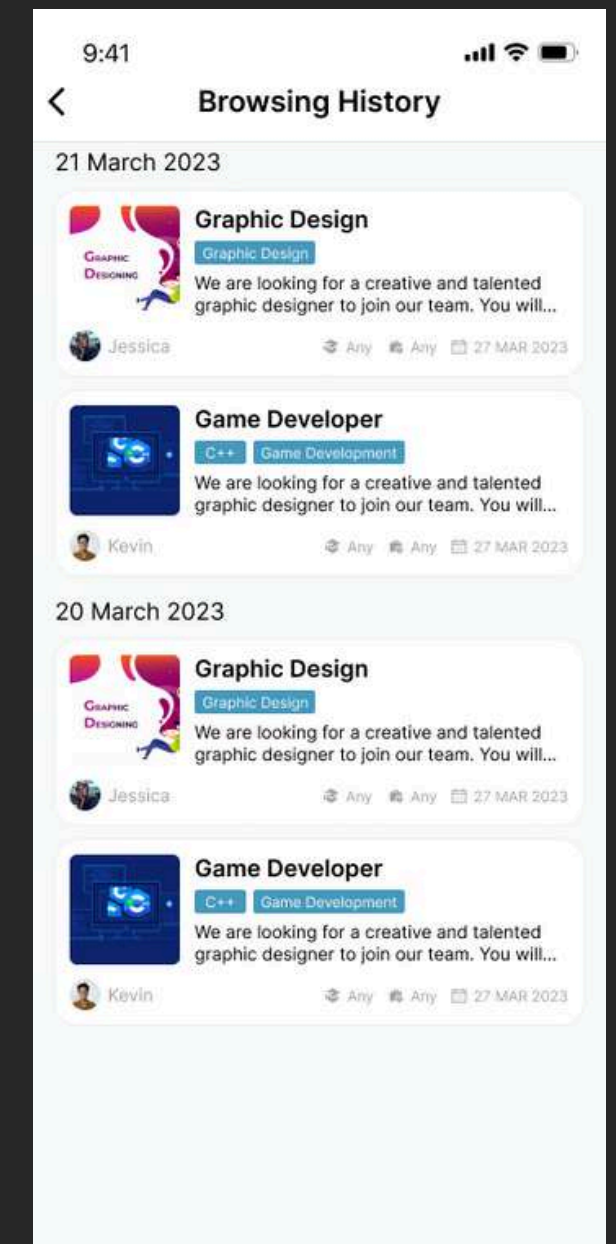 9:41
Browsing History
21 March 2023
GRAPHIC
DESIGNING
Graphic Design
Graphic Design
We are looking for a creative and talented
graphic designer to join our team. You will...
Jessica Any Any 27 MAR 2023
Game Developer
C++ Game Development
We are looking for a creative and talented
graphic designer to join our team. You will...
Kevin Any Any 27 MAR 2023
20 March 2023
GRAPHIC
DESIGNING
Graphic Design
Graphic Design
We are looking for a creative and talented
graphic designer to join our team. You will...
Jessica Any Any 27 MAR 2023
Game Developer
C++ Game Development
We are looking for a creative and talented
graphic designer to join our team. You will...
Kevin Any Any 27 MAR 2023